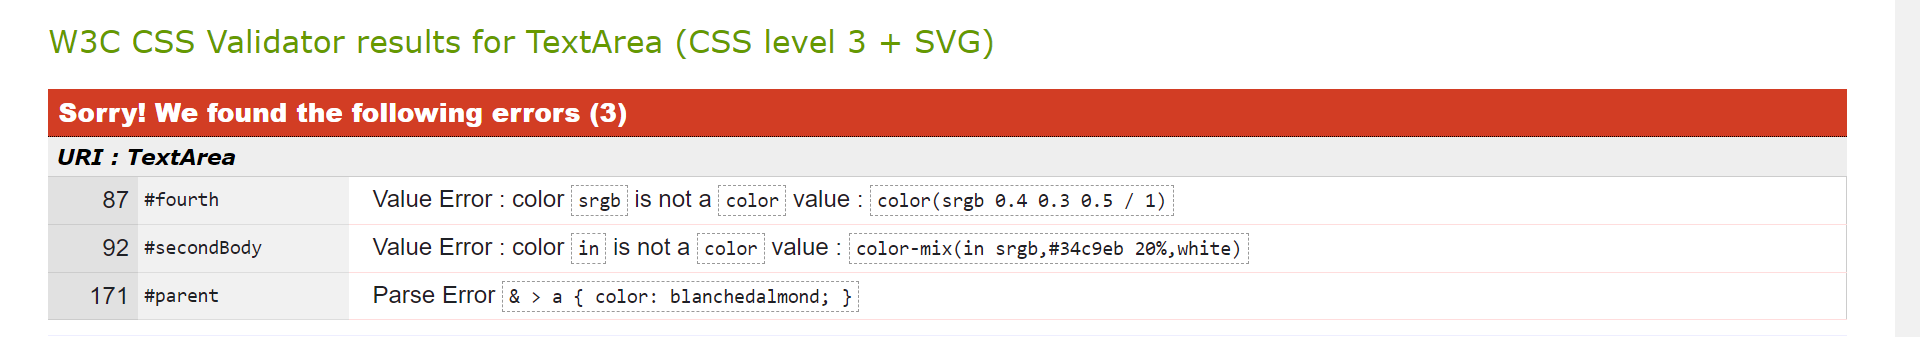 W3C CSS Validator results for TextArea (CSS level 3 + SVG)
Sorry! We found the following errors (3)
URI : TextArea
87 #fourth Value Error : color srgb is not a color value : color(srgb 0.4 0.3 0.5 / 1)
92 #secondBody Value Error : color in is not a color value : color-mix(in srgb,#34c9eb 20%,white)
171 #parent Parse Error & > a { color: blanchedalmond; }